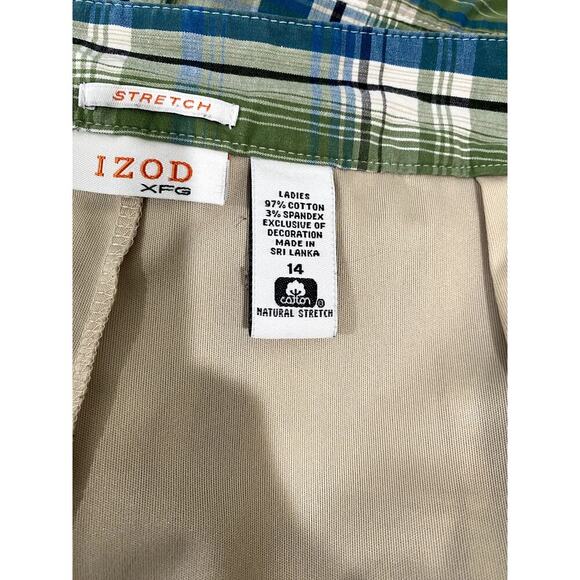 STRETCH
IZOD
XFG
LADIES
97% COTTON
3% SPANDEX
EXCLUSIVE OF
DECORATION
MADE IN
SRI LANKA
14
cotton ®
NATURAL STRETCH